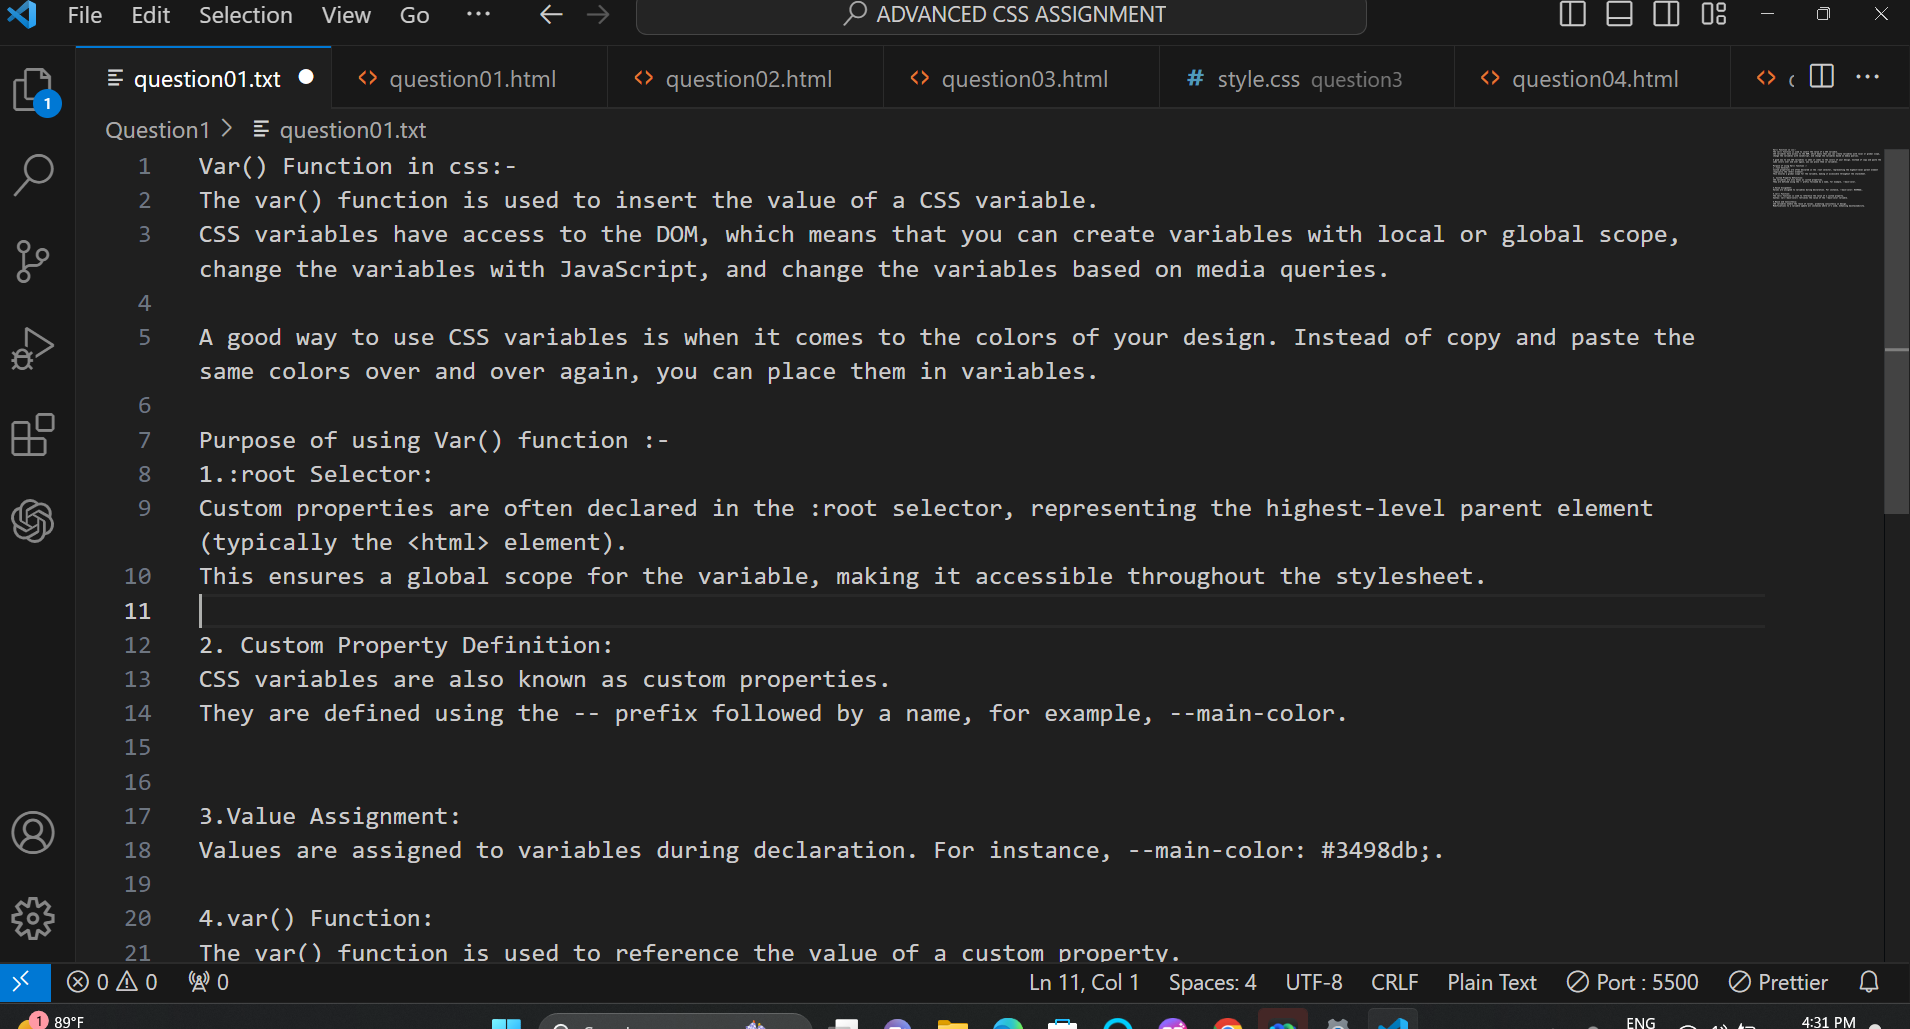 File Edit Selection View Go ··· ADVANCED CSS ASSIGNMENT
question01.txt question01.html question02.html question03.html # style.css question3 question04.html
1
Question1 > question01.txt
1 Var() Function in css:-
2 The var() function is used to insert the value of a CSS variable.
3 CSS variables have access to the DOM, which means that you can create variables with local or global scope,
change the variables with JavaScript, and change the variables based on media queries.
4
5 A good way to use CSS variables is when it comes to the colors of your design. Instead of copy and paste the
same colors over and over again, you can place them in variables.
6
7 Purpose of using Var() function :-
8 1.:root Selector:
9 Custom properties are often declared in the :root selector, representing the highest-level parent element
(typically the <html> element).
10 This ensures a global scope for the variable, making it accessible throughout the stylesheet.
11
12 2. Custom Property Definition:
13 CSS variables are also known as custom properties.
14 They are defined using the -- prefix followed by a name, for example, --main-color.
15
16
17 3.Value Assignment:
18 Values are assigned to variables during declaration. For instance, --main-color: #3498db;.
19
20 4.var() Function:
21 The var() function is used to reference the value of a custom property.
0 0 0 Ln 11, Col 1 Spaces: 4 UTF-8 CRLF Plain Text Port : 5500 Prettier
1 89°F ENG 4:31 PM